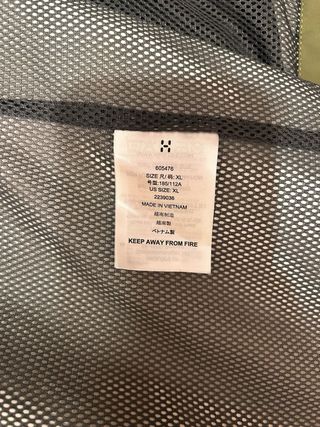 605476
SIZE 尺/碼: XL
号型: 185/112A
US SIZE: XL
2239036
MADE IN VIETNAM
越南制造
越南製
ベトナム製
KEEP AWAY FROM FIRE